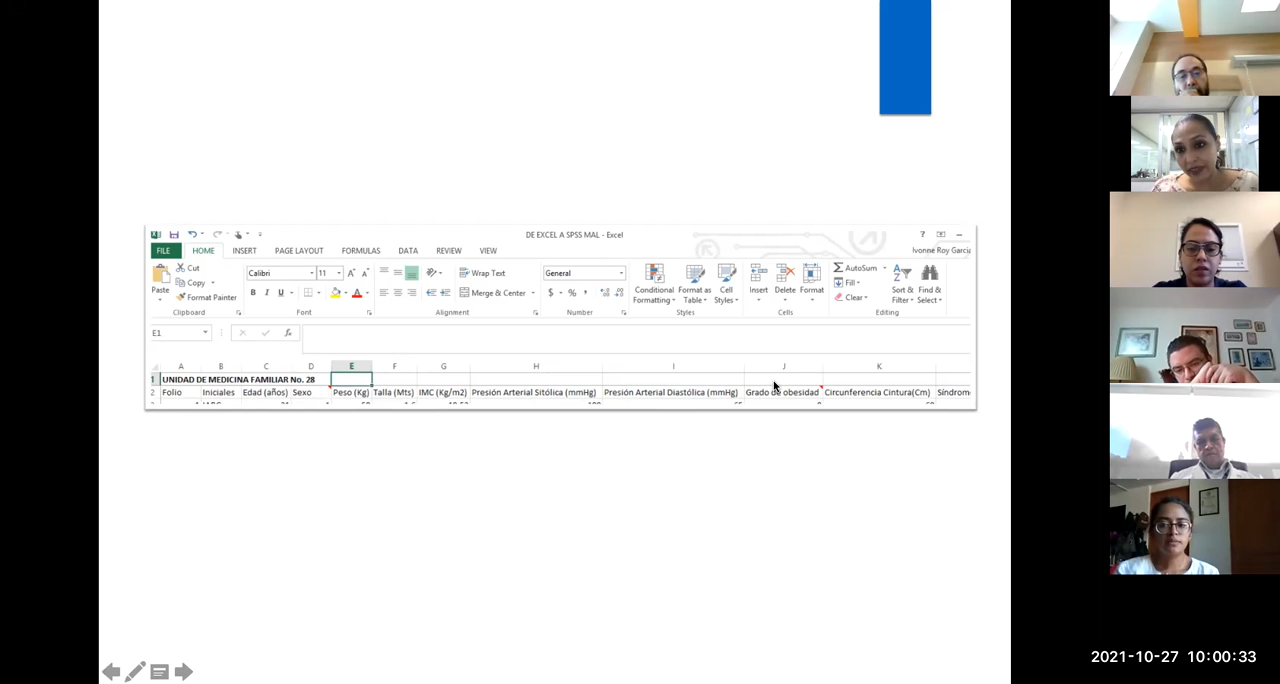 DE EXCEL A SPSS MAL - Excel
?
FILE HOME INSERT PAGE LAYOUT FORMULAS DATA REVIEW VIEW Ivonne Roy Garcia
Cut
Copy
Format Painter
Paste
Clipboard
Calibri 11 A A
B I U A
Font
Wrap Text
Merge & Center
Alignment
General
$ % ,
Number
Conditional Formatting
Format as Table
Cell Styles
Styles
Insert Delete Format
Cells
AutoSum
Fill
Clear
Sort & Filter
Find & Select
Editing
E1 fx
A B C D E F G H I J K
1 UNIDAD DE MEDICINA FAMILIAR No. 28
2 Folio Iniciales Edad (años) Sexo Peso (Kg) Talla (Mts) IMC (Kg/m2) Presión Arterial Sitólica (mmHg) Presión Arterial Diastólica (mmHg) Grado de obesidad Circunferencia Cintura(Cm) Síndrom
2021-10-27 10:00:33